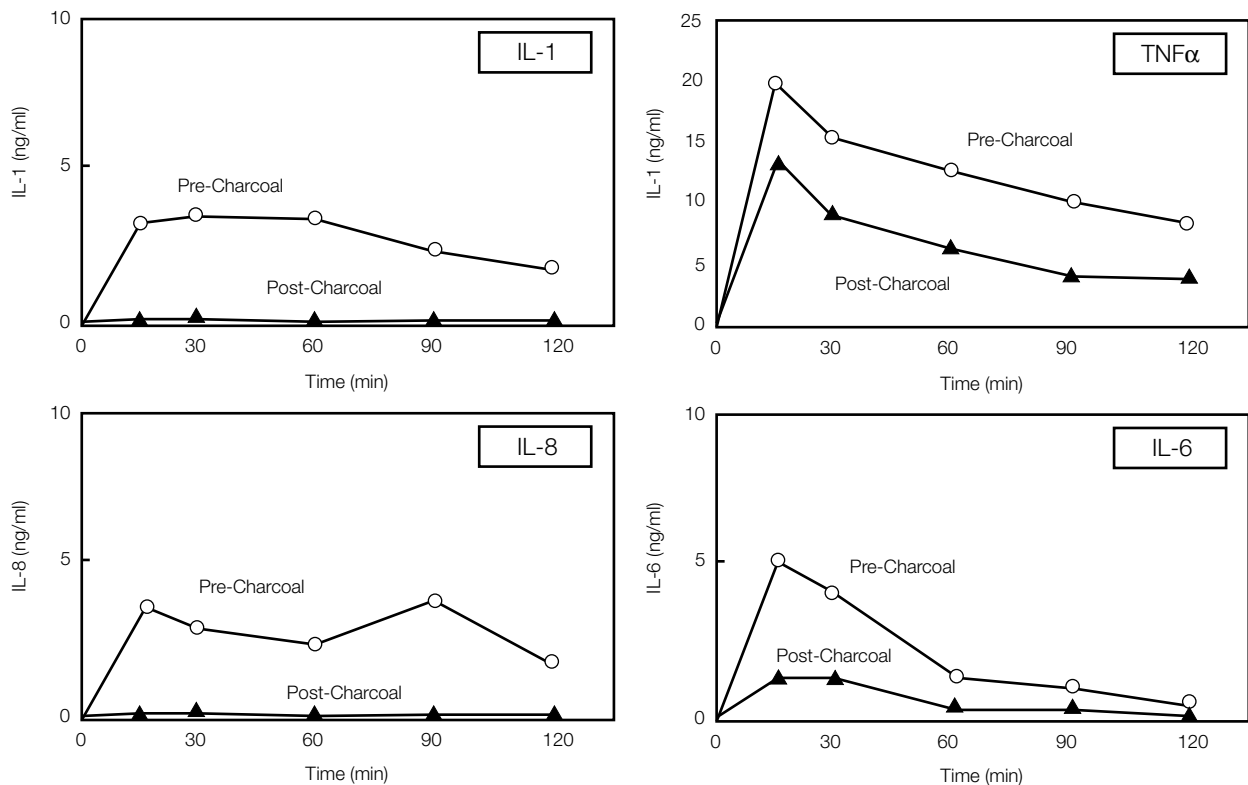 10
IL-1
IL-1 (ng/ml)
5
Pre-Charcoal
Post-Charcoal
0
0 30 60 90 120
Time (min)
25
TNFα
20
IL-1 (ng/ml)
15
Pre-Charcoal
10
5
Post-Charcoal
0
0 30 60 90 120
Time (min)
10
IL-8
IL-8 (ng/ml)
5
Pre-Charcoal
Post-Charcoal
0
0 30 60 90 120
Time (min)
10
IL-6
IL-6 (ng/ml)
5
Pre-Charcoal
Post-Charcoal
0
0 30 60 90 120
Time (min)